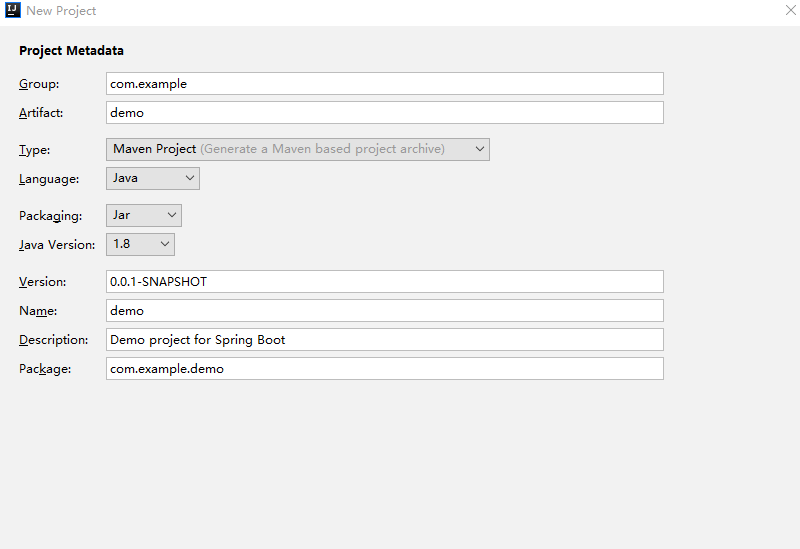 IJ New Project
Project Metadata
Group: com.example
Artifact: demo
Type: Maven Project (Generate a Maven based project archive)
Language: Java
Packaging: Jar
Java Version: 1.8
Version: 0.0.1-SNAPSHOT
Name: demo
Description: Demo project for Spring Boot
Package: com.example.demo